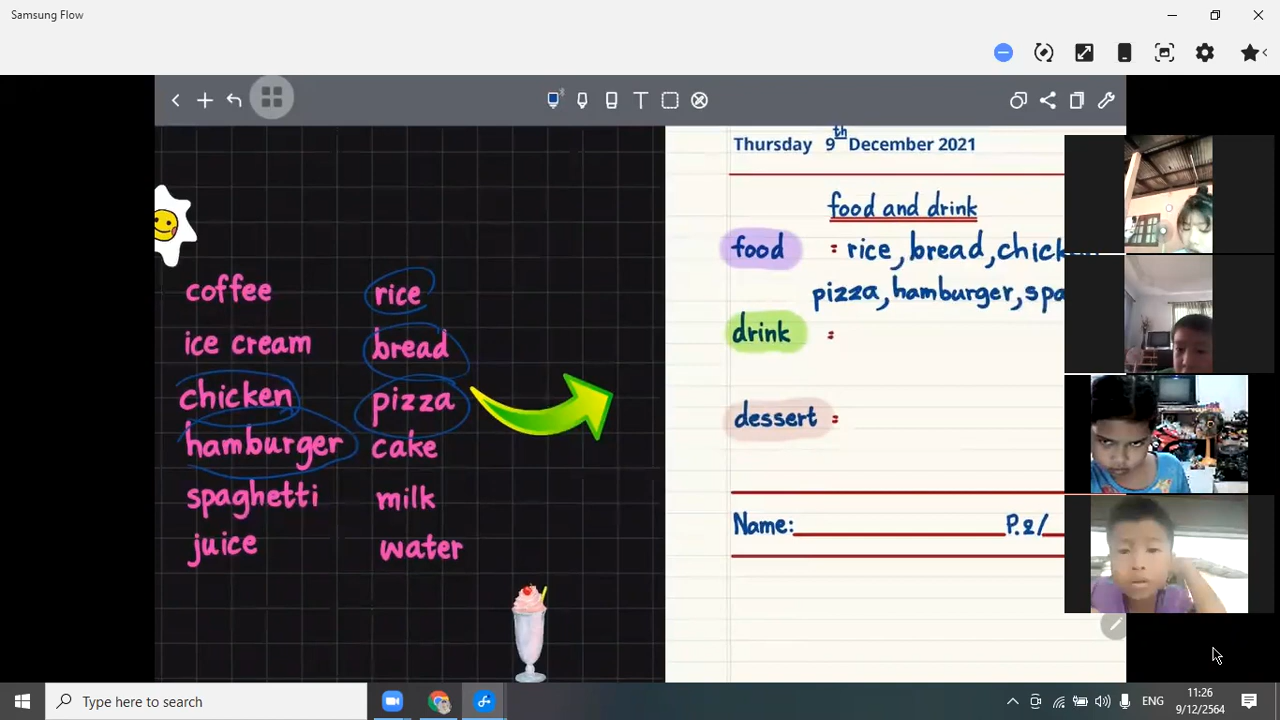 Samsung Flow
T
Thursday 9th December 2021
food and drink
food : rice, bread, chicken
pizza, hamburger, spa
drink :
dessert :
Name: P.2/
coffee rice
ice cream bread
chicken pizza
hamburger cake
spaghetti milk
juice water
Type here to search
ENG
11:26
9/12/2564